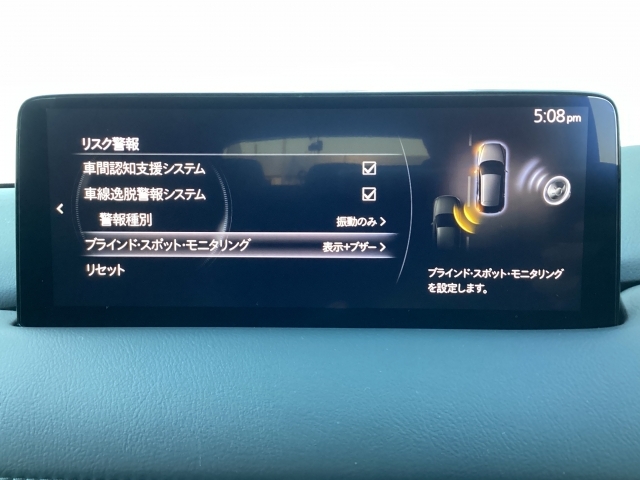 5:08pm
リスク警報
車間認知支援システム
車線逸脱警報システム
警報種別 振動のみ
ブラインド・スポット・モニタリング 表示+ブザー
リセット
ブラインド・スポット・モニタリング
を設定します。